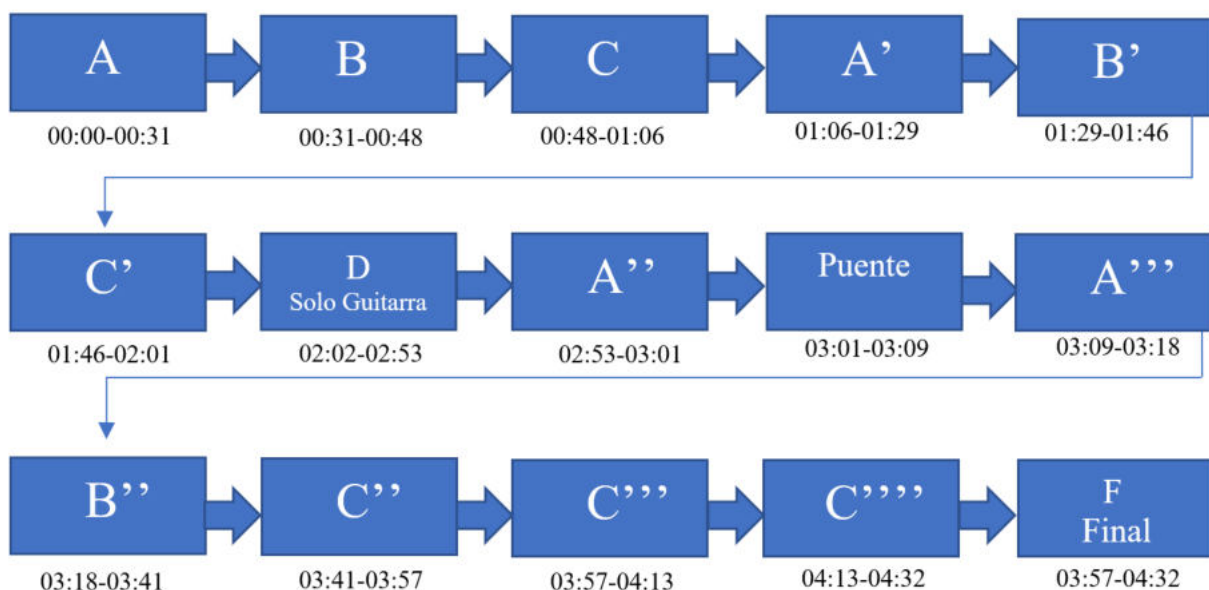 A
B
C
A'
B'
00:00-00:31
00:31-00:48
00:48-01:06
01:06-01:29
01:29-01:46
C'
D
Solo Guitarra
A’’
Puente
A’’’
01:46-02:01
02:02-02:53
02:53-03:01
03:01-03:09
03:09-03:18
B’’
C’’
C’’’
C’’’’
F
Final
03:18-03:41
03:41-03:57
03:57-04:13
04:13-04:32
03:57-04:32